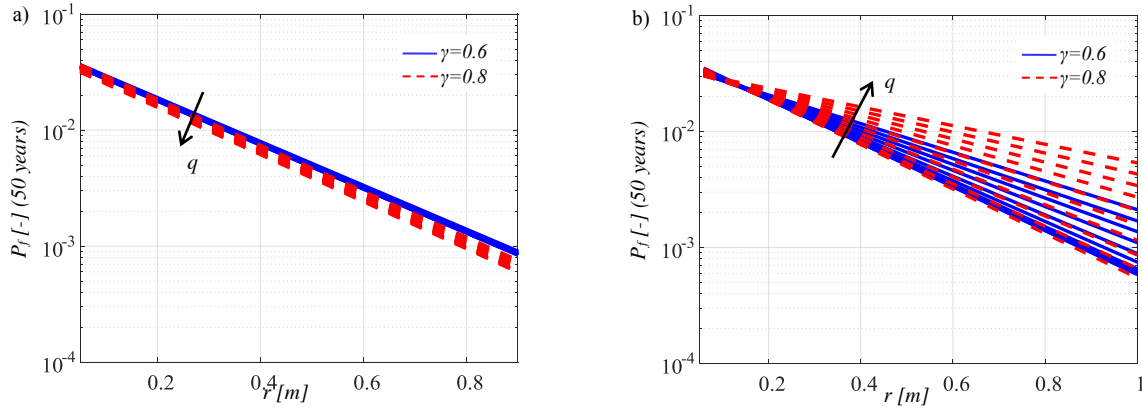 a)
10^-1
10^-2
10^-3
10^-4
P_f [-] (50 years)
γ=0.6
γ=0.8
q
0.2
0.4
0.6
0.8
r [m]
b)
10^-1
10^-2
10^-3
10^-4
P_f [-] (50 years)
γ=0.6
γ=0.8
q
0.2
0.4
0.6
0.8
1
r [m]